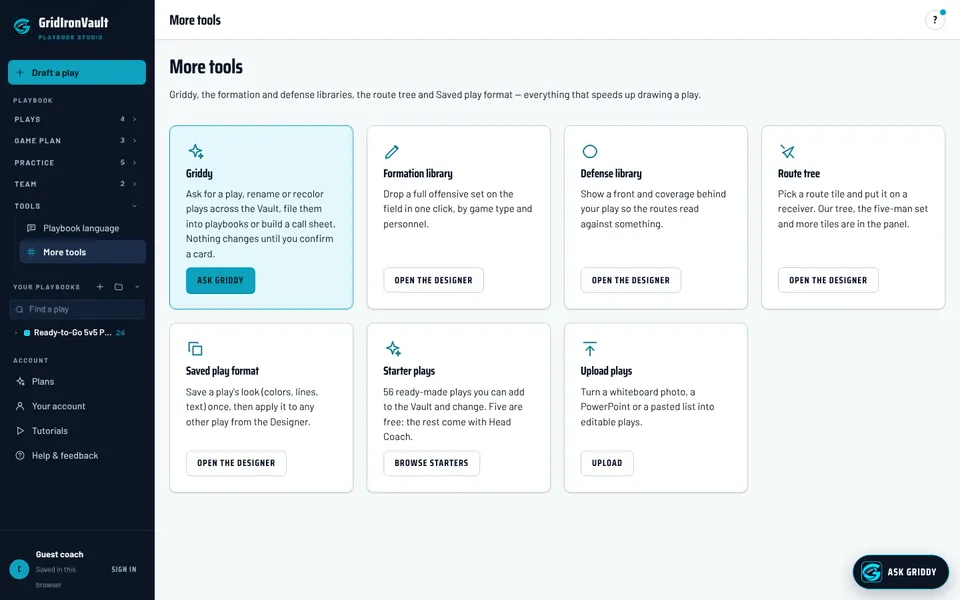 GridIronVault
PLAYBOOK STUDIO
Draft a play
PLAYBOOK
PLAYS 4
GAME PLAN 3
PRACTICE 5
TEAM 2
TOOLS
Playbook language
More tools
YOUR PLAYBOOKS
Find a play
Ready-to-Go 5v5 P... 24
ACCOUNT
Plans
Your account
Tutorials
Help & feedback
Guest coach
Saved in this
browser
SIGN IN
More tools
?
More tools
Griddy, the formation and defense libraries, the route tree and Saved play format — everything that speeds up drawing a play.
Griddy
Ask for a play, rename or recolor
plays across the Vault, file them
into playbooks or build a call sheet.
Nothing changes until you confirm
a card.
ASK GRIDDY
Formation library
Drop a full offensive set on the
field in one click, by game type and
personnel.
OPEN THE DESIGNER
Defense library
Show a front and coverage behind
your play so the routes read
against something.
OPEN THE DESIGNER
Route tree
Pick a route tile and put it on a
receiver. Our tree, the five-man set
and more tiles are in the panel.
OPEN THE DESIGNER
Saved play format
Save a play's look (colors, lines,
text) once, then apply it to any
other play from the Designer.
OPEN THE DESIGNER
Starter plays
56 ready-made plays you can add
to the Vault and change. Five are
free; the rest come with Head
Coach.
BROWSE STARTERS
Upload plays
Turn a whiteboard photo, a
PowerPoint or a pasted list into
editable plays.
UPLOAD
ASK GRIDDY